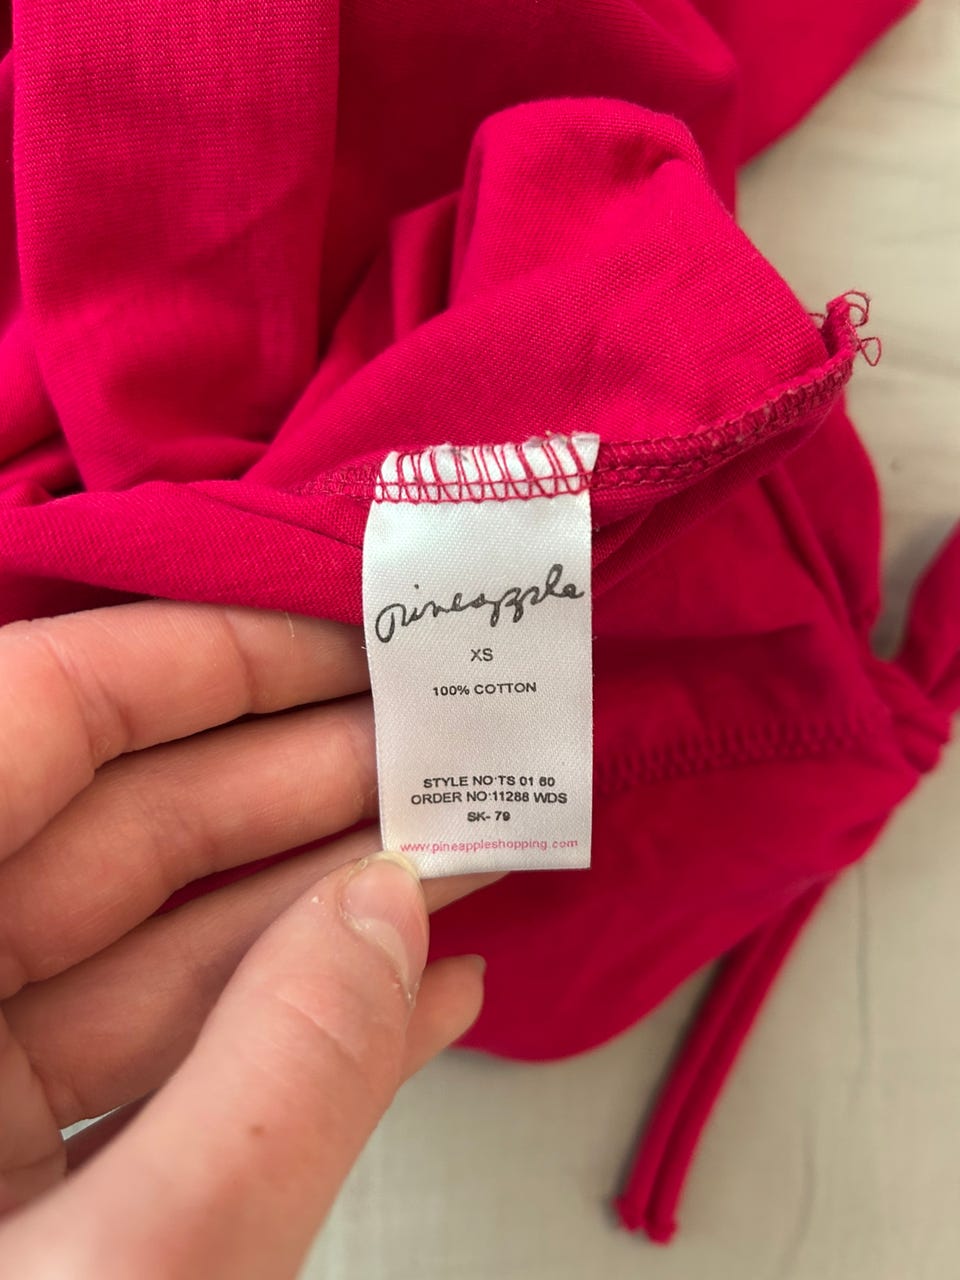 pineapple
XS
100% COTTON
STYLE NO:TS 01 60
ORDER NO:11288 WDS
SK- 79
www.pineappleshopping.com